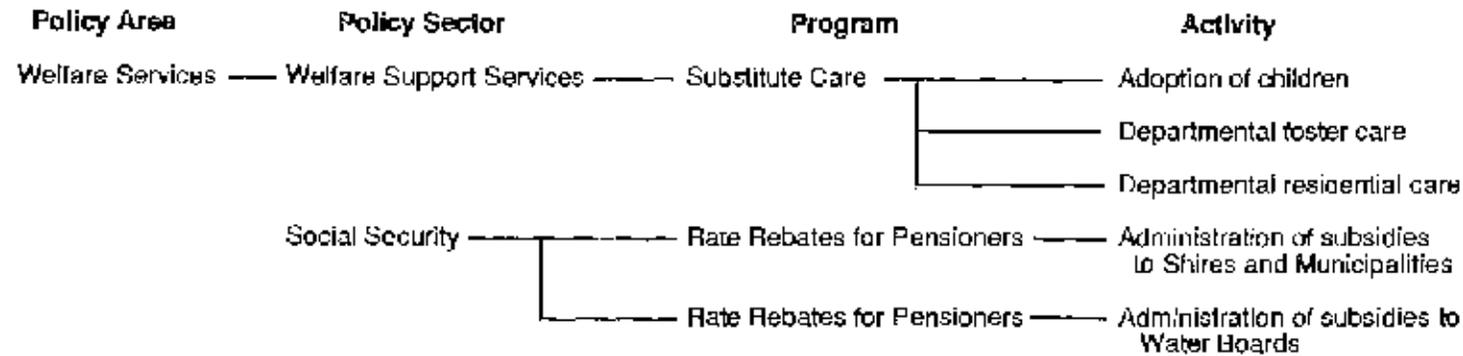 Policy Area Policy Sector Program Activity
Welfare Services Welfare Support Services Substitute Care Adoption of children
Departmental foster care
Departmental residential care
Social Security Rate Rebates for Pensioners Administration of subsidies
to Shires and Municipalities
Rate Rebates for Pensioners Administration of subsidies to
Water Boards